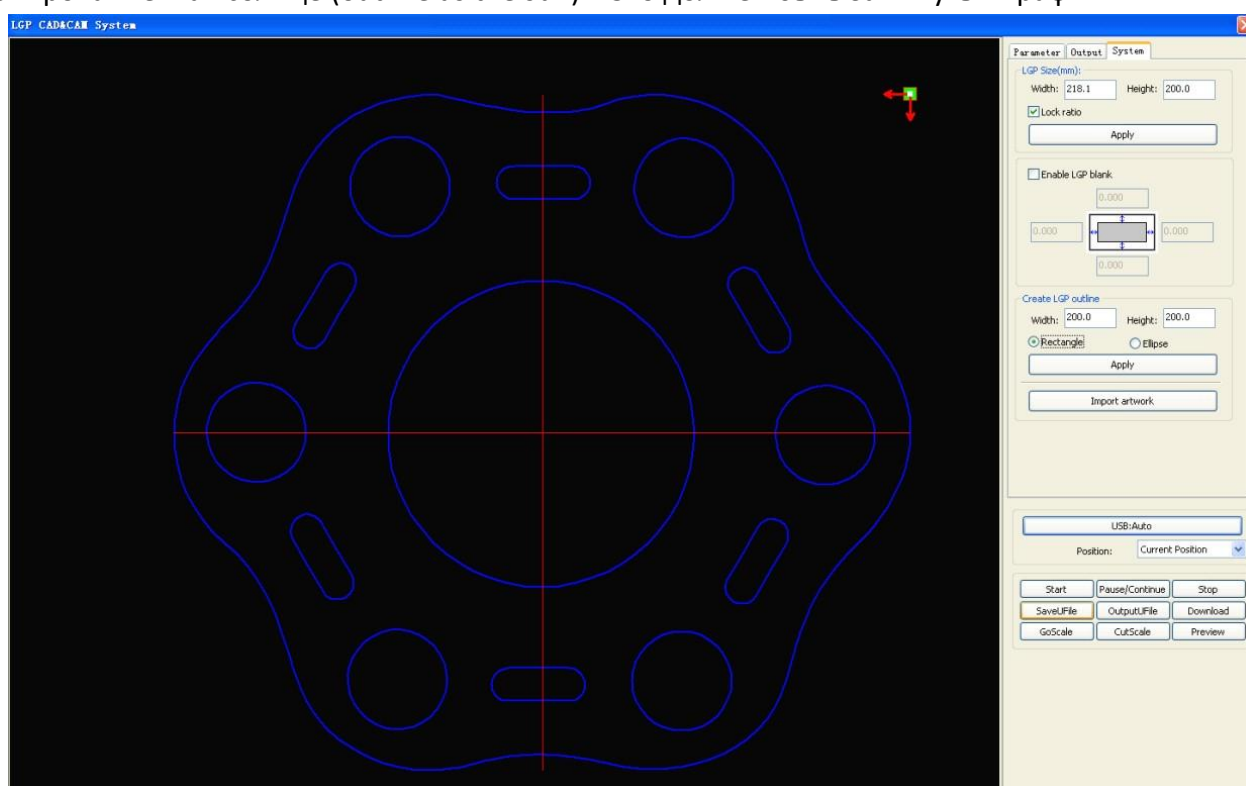 LGP CAD&CAM System
Parameter Output System
LGP Size(mm):
Width: 218.1 Height: 200.0
Lock ratio
Apply
Enable LGP blank
0.000
0.000 0.000
0.000
Create LGP outline
Width: 200.0 Height: 200.0
Rectangle Ellipse
Apply
Import artwork
USB:Auto
Position: Current Position
Start Pause/Continue Stop
SaveUFile OutputUFile Download
GoScale CutScale Preview